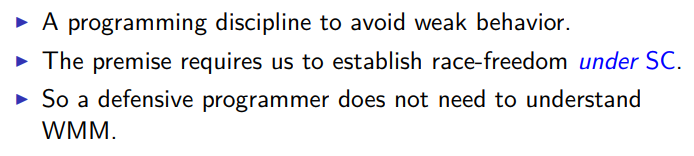 ▶ A programming discipline to avoid weak behavior.
▶ The premise requires us to establish race-freedom under SC.
▶ So a defensive programmer does not need to understand
WMM.